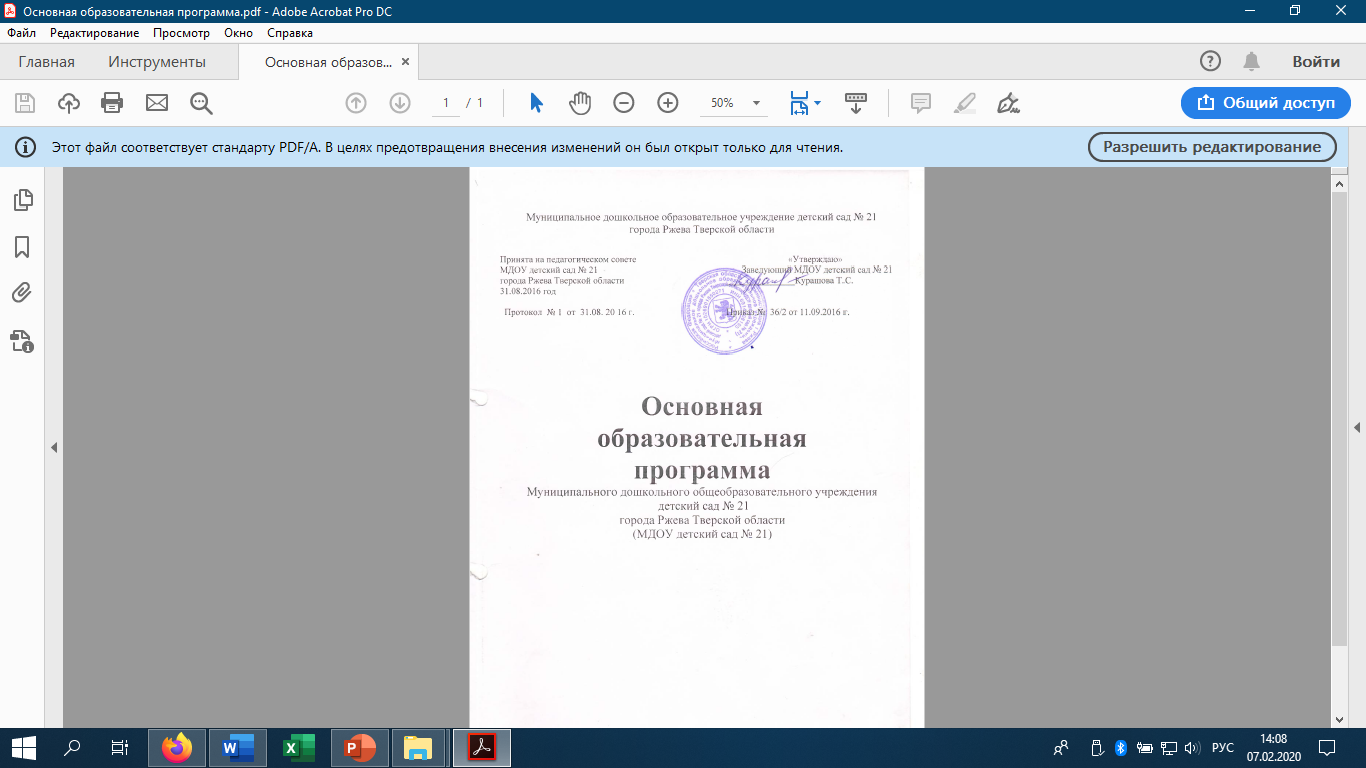 Основная образовательная программа.pdf - Adobe Acrobat Pro DC
Файл Редактирование Просмотр Окно Справка
Главная Инструменты Основная образов... ×
1 / 1 50% Общий доступ
Этот файл соответствует стандарту PDF/A. В целях предотвращения внесения изменений он был открыт только для чтения. Разрешить редактирование
Муниципальное дошкольное образовательное учреждение детский сад № 21
города Ржева Тверской области
Принята на педагогическом совете «Утверждаю»
МДОУ детский сад № 21 Заведующий МДОУ детский сад № 21
города Ржева Тверской области Курашова Т.С.
31.08.2016 год
Протокол № 1 от 31.08. 20 16 г. Приказ № 36/2 от 11.09.2016 г.
Основная
образовательная
программа
Муниципального дошкольного общеобразовательного учреждения
детский сад № 21
города Ржева Тверской области
(МДОУ детский сад № 21)
РУС 14:08
07.02.2020